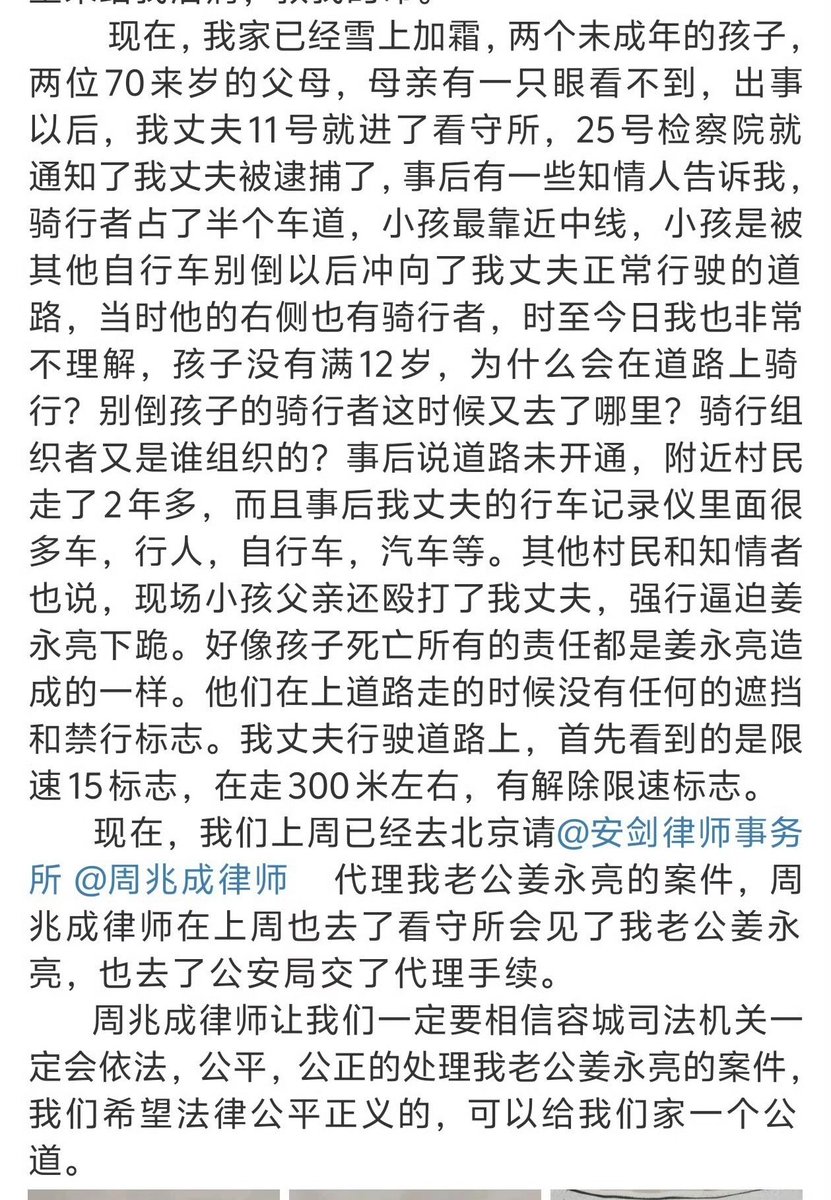 现在，我家已经雪上加霜，两个未成年的孩子，
两位70来岁的父母，母亲有一只眼看不到，出事
以后，我丈夫11号就进了看守所，25号检察院就
通知了我丈夫被逮捕了，事后有一些知情人告诉我，
骑行者占了半个车道，小孩最靠近中线，小孩是被
其他自行车别倒以后冲向了我丈夫正常行驶的道
路，当时他的右侧也有骑行者，时至今日我也非常
不理解，孩子没有满12岁，为什么会在道路上骑
行？别倒孩子的骑行者这时候又去了哪里？骑行组
织者又是谁组织的？事后说道路未开通，附近村民
走了2年多，而且事后我丈夫的行车记录仪里面很
多车，行人，自行车，汽车等。其他村民和知情者
也说，现场小孩父亲还殴打了我丈夫，强行逼迫姜
永亮下跪。好像孩子死亡所有的责任都是姜永亮造
成的一样。他们在上道路走的时候没有任何的遮挡
和禁行标志。我丈夫行驶道路上，首先看到的是限
速15标志，在走300米左右，有解除限速标志。
现在，我们上周已经去北京请@安剑律师事务
所 @周兆成律师 代理我老公姜永亮的案件，周
兆成律师在上周也去了看守所会见了我老公姜永
亮，也去了公安局交了代理手续。
周兆成律师让我们一定要相信容城司法机关一
定会依法，公平，公正的处理我老公姜永亮的案件，
我们希望法律公平正义的，可以给我们家一个公
道。